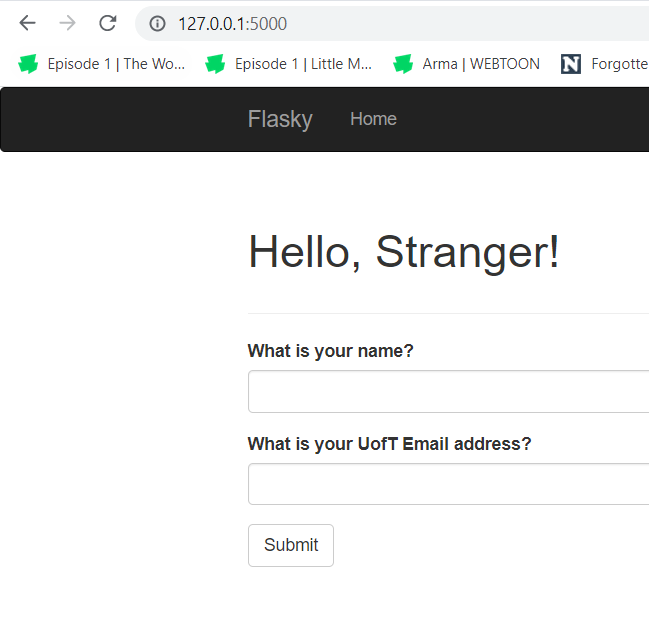 127.0.0.1:5000
Episode 1 | The Wo... Episode 1 | Little M... Arma | WEBTOON N Forgotte
Flasky Home
Hello, Stranger!
What is your name?
What is your UofT Email address?
Submit